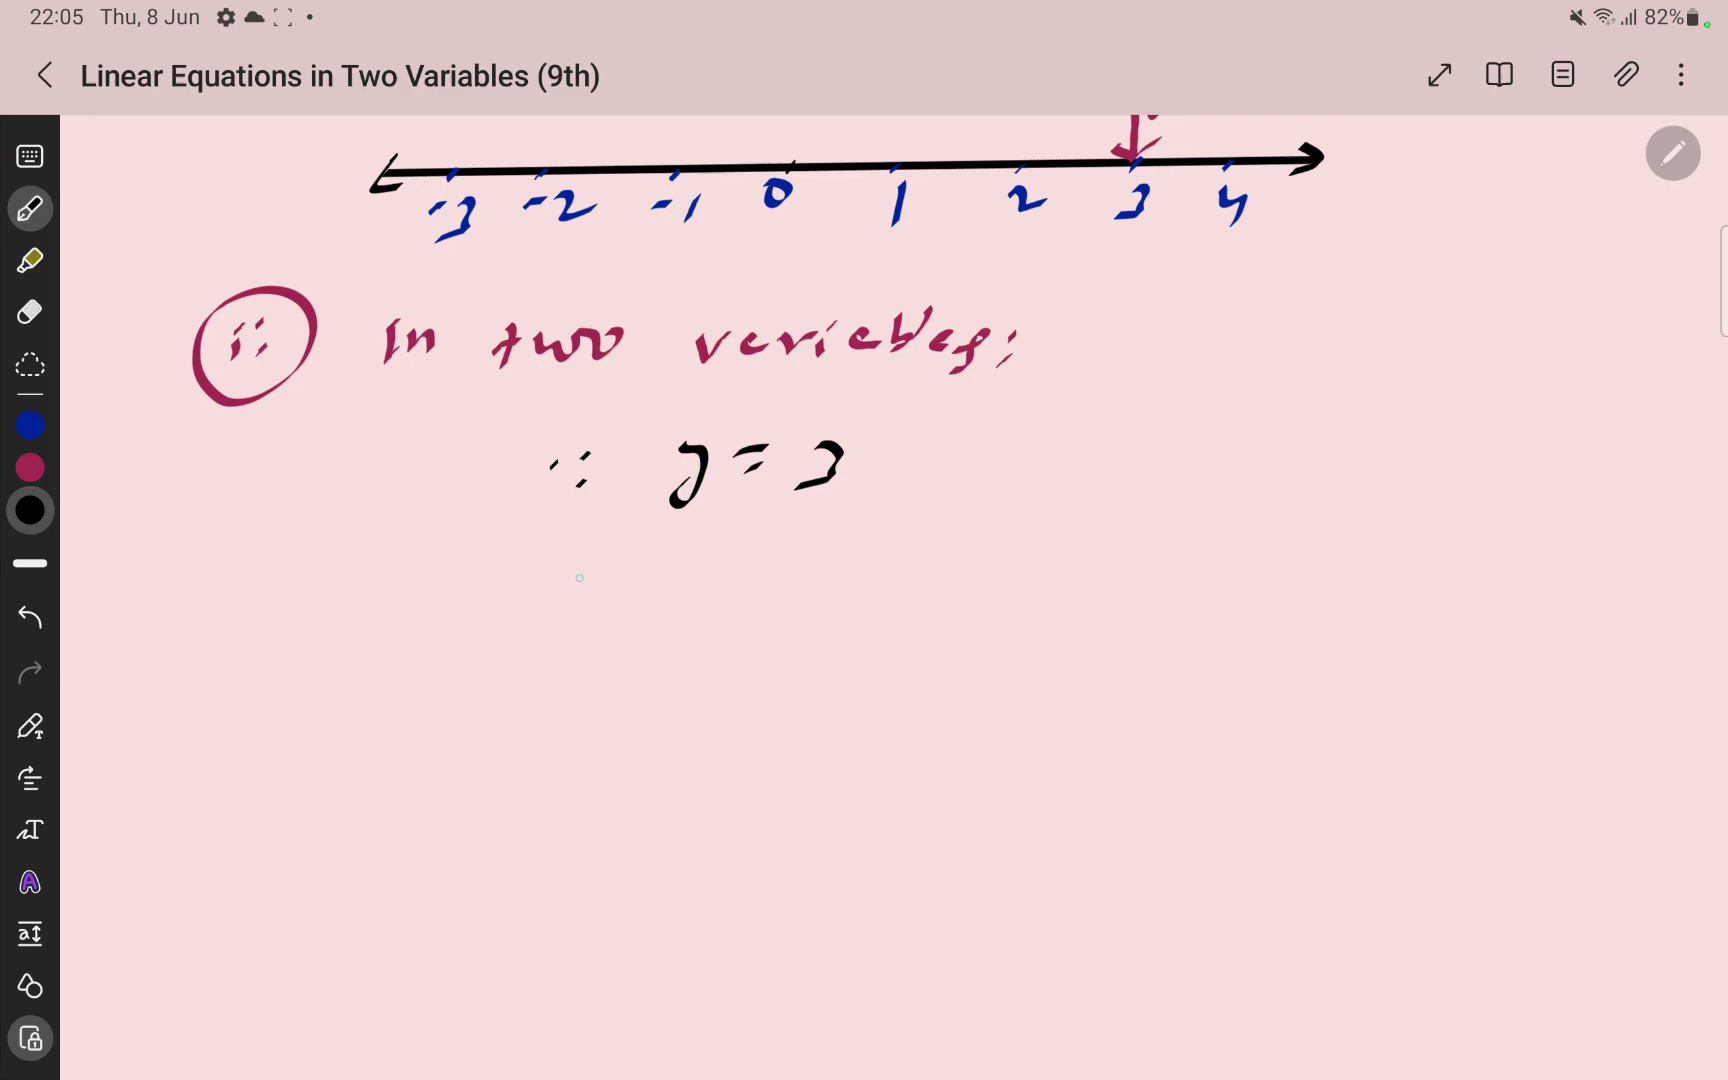 22:05 Thu, 8 Jun 82%
Linear Equations in Two Variables (9th)
-3 -2 -1 0 1 2 3 4
ii In two veriebles:
∵ y = 3